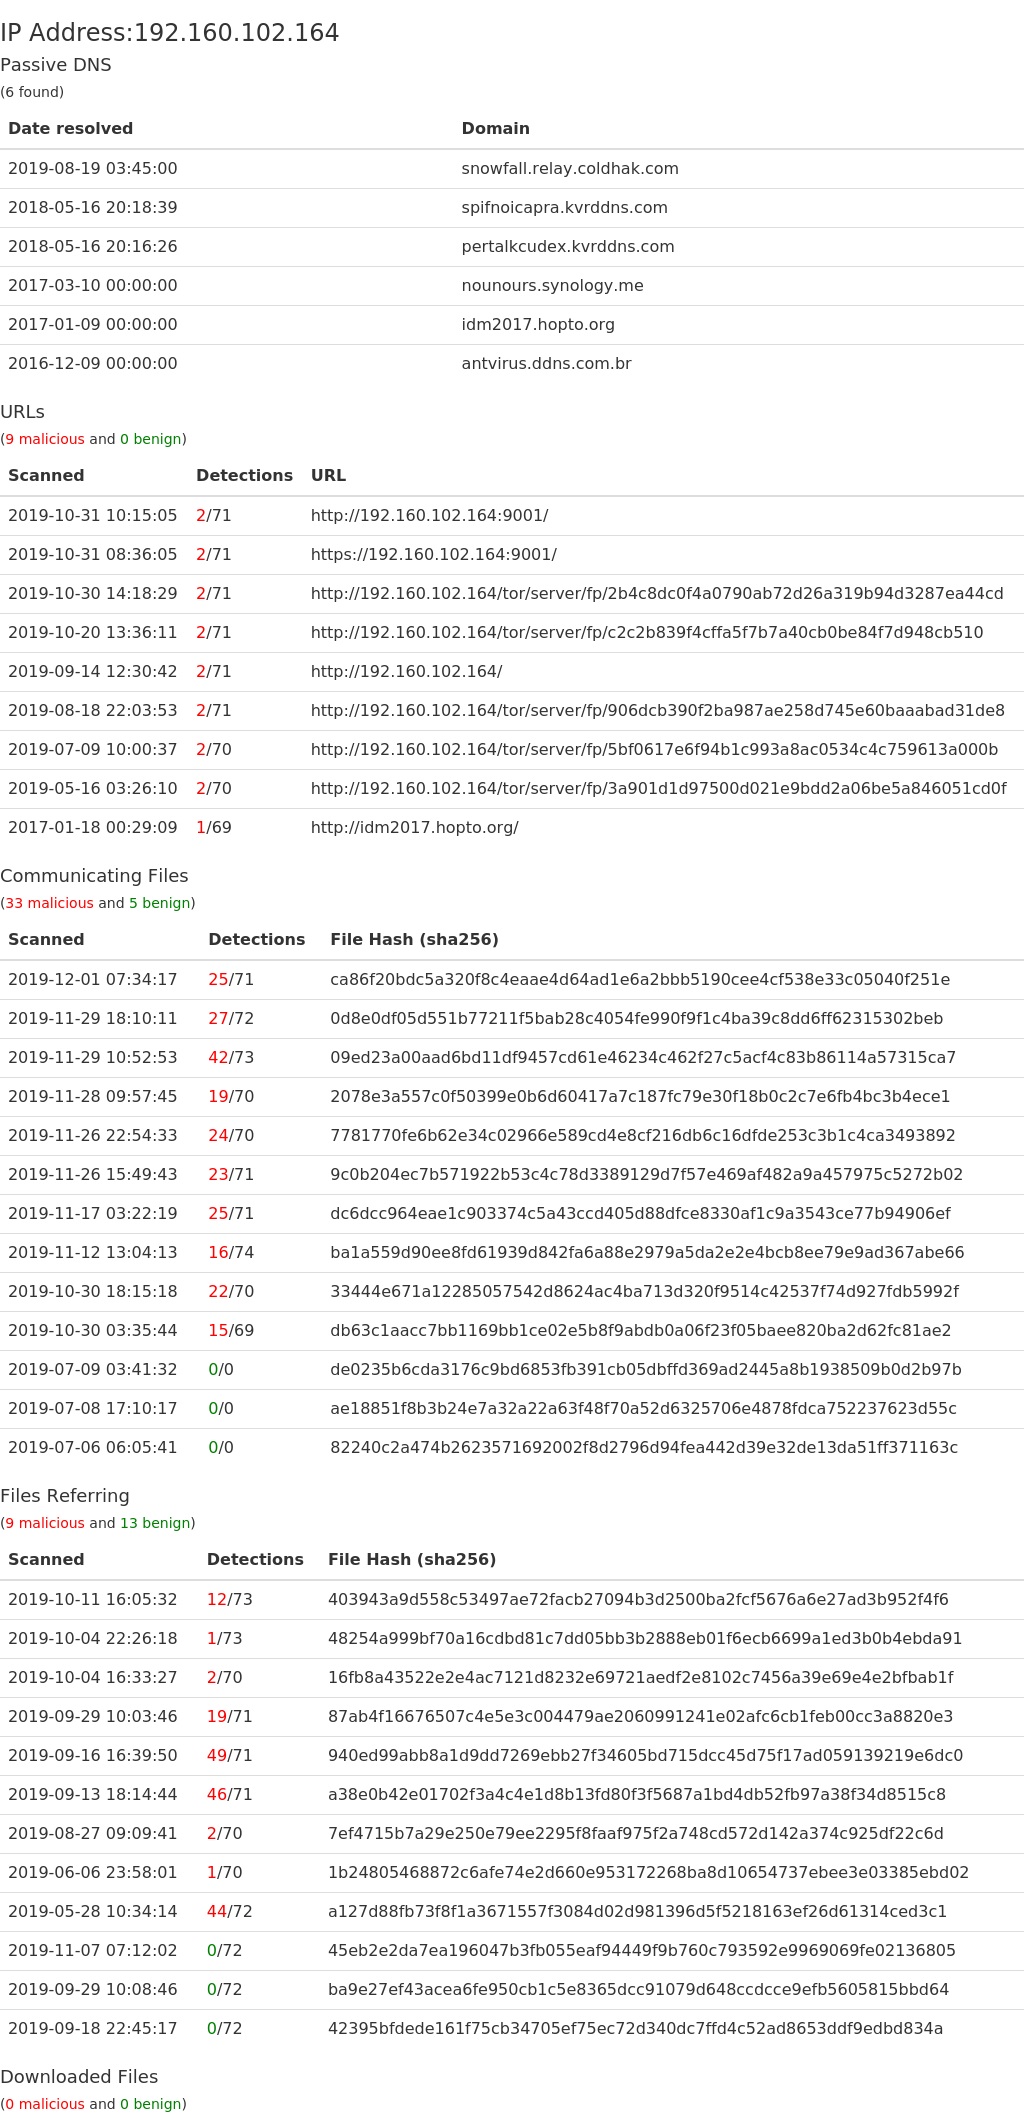 IP Address:192.160.102.164
Passive DNS
(6 found)
Date resolved Domain
2019-08-19 03:45:00 snowfall.relay.coldhak.com
2018-05-16 20:18:39 spifnoicapra.kvrddns.com
2018-05-16 20:16:26 pertalkcudex.kvrddns.com
2017-03-10 00:00:00 nounours.synology.me
2017-01-09 00:00:00 idm2017.hopto.org
2016-12-09 00:00:00 antvirus.ddns.com.br
URLs
(9 malicious and 0 benign)
Scanned Detections URL
2019-10-31 10:15:05 2/71 http://192.160.102.164:9001/
2019-10-31 08:36:05 2/71 https://192.160.102.164:9001/
2019-10-30 14:18:29 2/71 http://192.160.102.164/tor/server/fp/2b4c8dc0f4a0790ab72d26a319b94d3287ea44cd
2019-10-20 13:36:11 2/71 http://192.160.102.164/tor/server/fp/c2c2b839f4cffa5f7b7a40cb0be84f7d948cb510
2019-09-14 12:30:42 2/71 http://192.160.102.164/
2019-08-18 22:03:53 2/71 http://192.160.102.164/tor/server/fp/906dcb390f2ba987ae258d745e60baaabad31de8
2019-07-09 10:00:37 2/70 http://192.160.102.164/tor/server/fp/5bf0617e6f94b1c993a8ac0534c4c759613a000b
2019-05-16 03:26:10 2/70 http://192.160.102.164/tor/server/fp/3a901d1d97500d021e9bdd2a06be5a846051cd0f
2017-01-18 00:29:09 1/69 http://idm2017.hopto.org/
Communicating Files
(33 malicious and 5 benign)
Scanned Detections File Hash (sha256)
2019-12-01 07:34:17 25/71 ca86f20bdc5a320f8c4eaae4d64ad1e6a2bbb5190cee4cf538e33c05040f251e
2019-11-29 18:10:11 27/72 0d8e0df05d551b77211f5bab28c4054fe990f9f1c4ba39c8dd6ff62315302beb
2019-11-29 10:52:53 42/73 09ed23a00aad6bd11df9457cd61e46234c462f27c5acf4c83b86114a57315ca7
2019-11-28 09:57:45 19/70 2078e3a557c0f50399e0b6d60417a7c187fc79e30f18b0c2c7e6fb4bc3b4ece1
2019-11-26 22:54:33 24/70 7781770fe6b62e34c02966e589cd4e8cf216db6c16dfde253c3b1c4ca3493892
2019-11-26 15:49:43 23/71 9c0b204ec7b571922b53c4c78d3389129d7f57e469af482a9a457975c5272b02
2019-11-17 03:22:19 25/71 dc6dcc964eae1c903374c5a43ccd405d88dfce8330af1c9a3543ce77b94906ef
2019-11-12 13:04:13 16/74 ba1a559d90ee8fd61939d842fa6a88e2979a5da2e2e4bcb8ee79e9ad367abe66
2019-10-30 18:15:18 22/70 33444e671a12285057542d8624ac4ba713d320f9514c42537f74d927fdb5992f
2019-10-30 03:35:44 15/69 db63c1aacc7bb1169bb1ce02e5b8f9abdb0a06f23f05baee820ba2d62fc81ae2
2019-07-09 03:41:32 0/0 de0235b6cda3176c9bd6853fb391cb05dbffd369ad2445a8b1938509b0d2b97b
2019-07-08 17:10:17 0/0 ae18851f8b3b24e7a32a22a63f48f70a52d6325706e4878fdca752237623d55c
2019-07-06 06:05:41 0/0 82240c2a474b2623571692002f8d2796d94fea442d39e32de13da51ff371163c
Files Referring
(9 malicious and 13 benign)
Scanned Detections File Hash (sha256)
2019-10-11 16:05:32 12/73 403943a9d558c53497ae72facb27094b3d2500ba2fcf5676a6e27ad3b952f4f6
2019-10-04 22:26:18 1/73 48254a999bf70a16cdbd81c7dd05bb3b2888eb01f6ecb6699a1ed3b0b4ebda91
2019-10-04 16:33:27 2/70 16fb8a43522e2e4ac7121d8232e69721aedf2e8102c7456a39e69e4e2bfbab1f
2019-09-29 10:03:46 19/71 87ab4f16676507c4e5e3c004479ae2060991241e02afc6cb1feb00cc3a8820e3
2019-09-16 16:39:50 49/71 940ed99abb8a1d9dd7269ebb27f34605bd715dcc45d75f17ad059139219e6dc0
2019-09-13 18:14:44 46/71 a38e0b42e01702f3a4c4e1d8b13fd80f3f5687a1bd4db52fb97a38f34d8515c8
2019-08-27 09:09:41 2/70 7ef4715b7a29e250e79ee2295f8faaf975f2a748cd572d142a374c925df22c6d
2019-06-06 23:58:01 1/70 1b24805468872c6afe74e2d660e953172268ba8d10654737ebee3e03385ebd02
2019-05-28 10:34:14 44/72 a127d88fb73f8f1a3671557f3084d02d981396d5f5218163ef26d61314ced3c1
2019-11-07 07:12:02 0/72 45eb2e2da7ea196047b3fb055eaf94449f9b760c793592e9969069fe02136805
2019-09-29 10:08:46 0/72 ba9e27ef43acea6fe950cb1c5e8365dcc91079d648ccdcce9efb5605815bbd64
2019-09-18 22:45:17 0/72 42395bfdede161f75cb34705ef75ec72d340dc7ffd4c52ad8653ddf9edbd834a
Downloaded Files
(0 malicious and 0 benign)